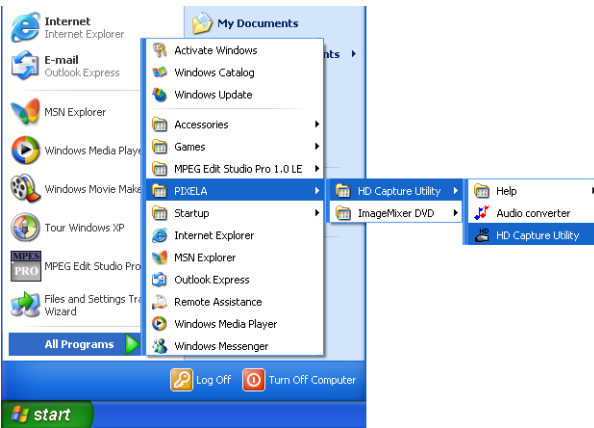 Internet
Internet Explorer
E-mail
Outlook Express
MSN Explorer
Windows Media Playe
Windows Movie Make
Tour Windows XP
MPEG Edit Studio Pro
Files and Settings Tra
Wizard
All Programs
My Documents
nts
Activate Windows
Windows Catalog
Windows Update
Accessories
Games
MPEG Edit Studio Pro 1.0 LE
PIXELA
Startup
Internet Explorer
MSN Explorer
Outlook Express
Remote Assistance
Windows Media Player
Windows Messenger
HD Capture Utility
ImageMixer DVD
Help
Audio converter
HD Capture Utility
Log Off
Turn Off Computer
start
MPEG
PRO
HD